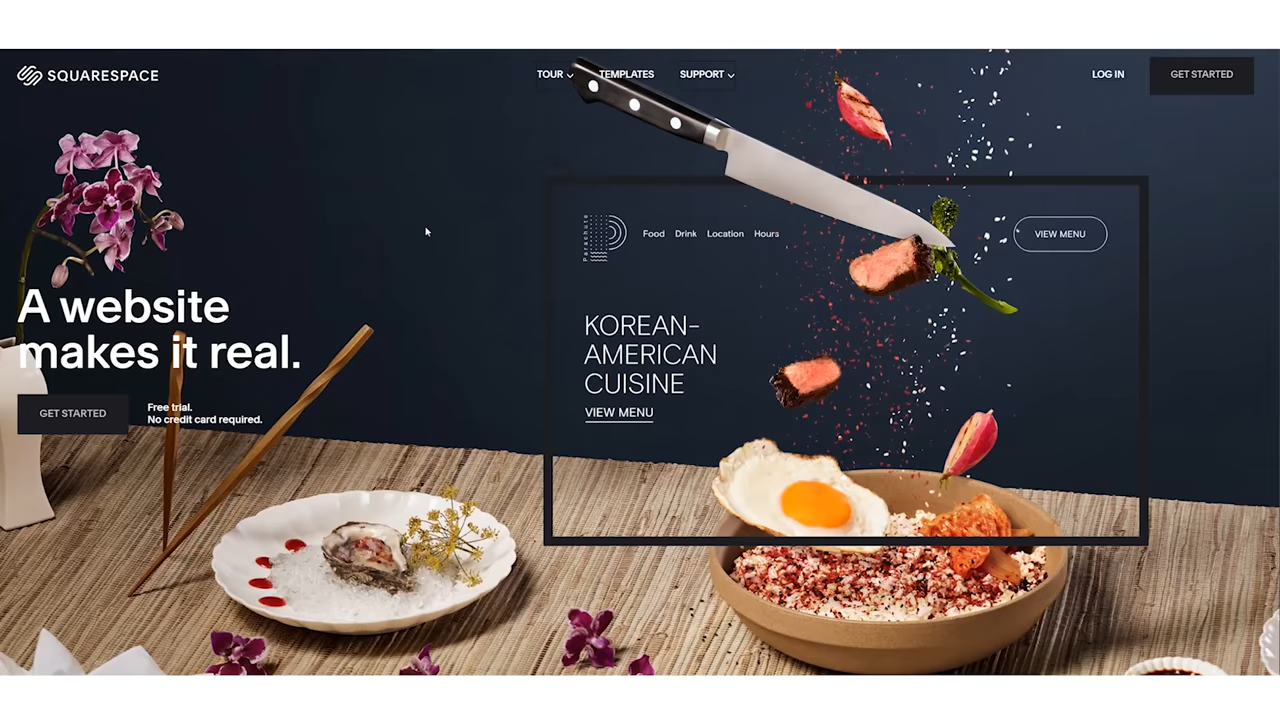 SQUARESPACE
TOUR TEMPLATES SUPPORT
LOG IN
GET STARTED
A website
makes it real.
GET STARTED
Free trial.
No credit card required.
Parachute
Food Drink Location Hours
VIEW MENU
KOREAN-
AMERICAN
CUISINE
VIEW MENU